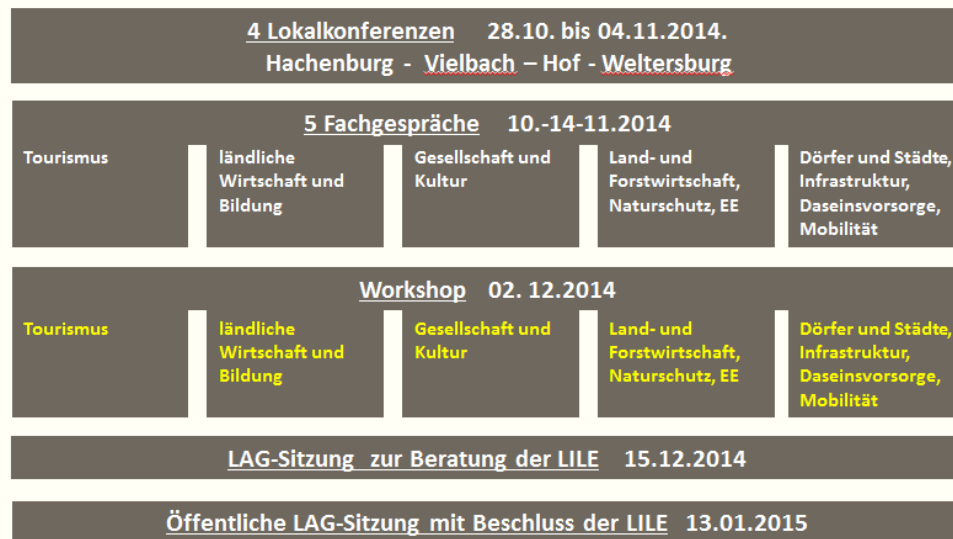 4 Lokalkonferenzen 28.10. bis 04.11.2014.
Hachenburg - Vielbach – Hof - Weltersburg
5 Fachgespräche 10.-14-11.2014
Tourismus
ländliche
Wirtschaft und
Bildung
Gesellschaft und
Kultur
Land- und
Forstwirtschaft,
Naturschutz, EE
Dörfer und Städte,
Infrastruktur,
Daseinsvorsorge,
Mobilität
Workshop 02. 12.2014
Tourismus
ländliche
Wirtschaft und
Bildung
Gesellschaft und
Kultur
Land- und
Forstwirtschaft,
Naturschutz, EE
Dörfer und Städte,
Infrastruktur,
Daseinsvorsorge,
Mobilität
LAG-Sitzung zur Beratung der LILE 15.12.2014
Öffentliche LAG-Sitzung mit Beschluss der LILE 13.01.2015